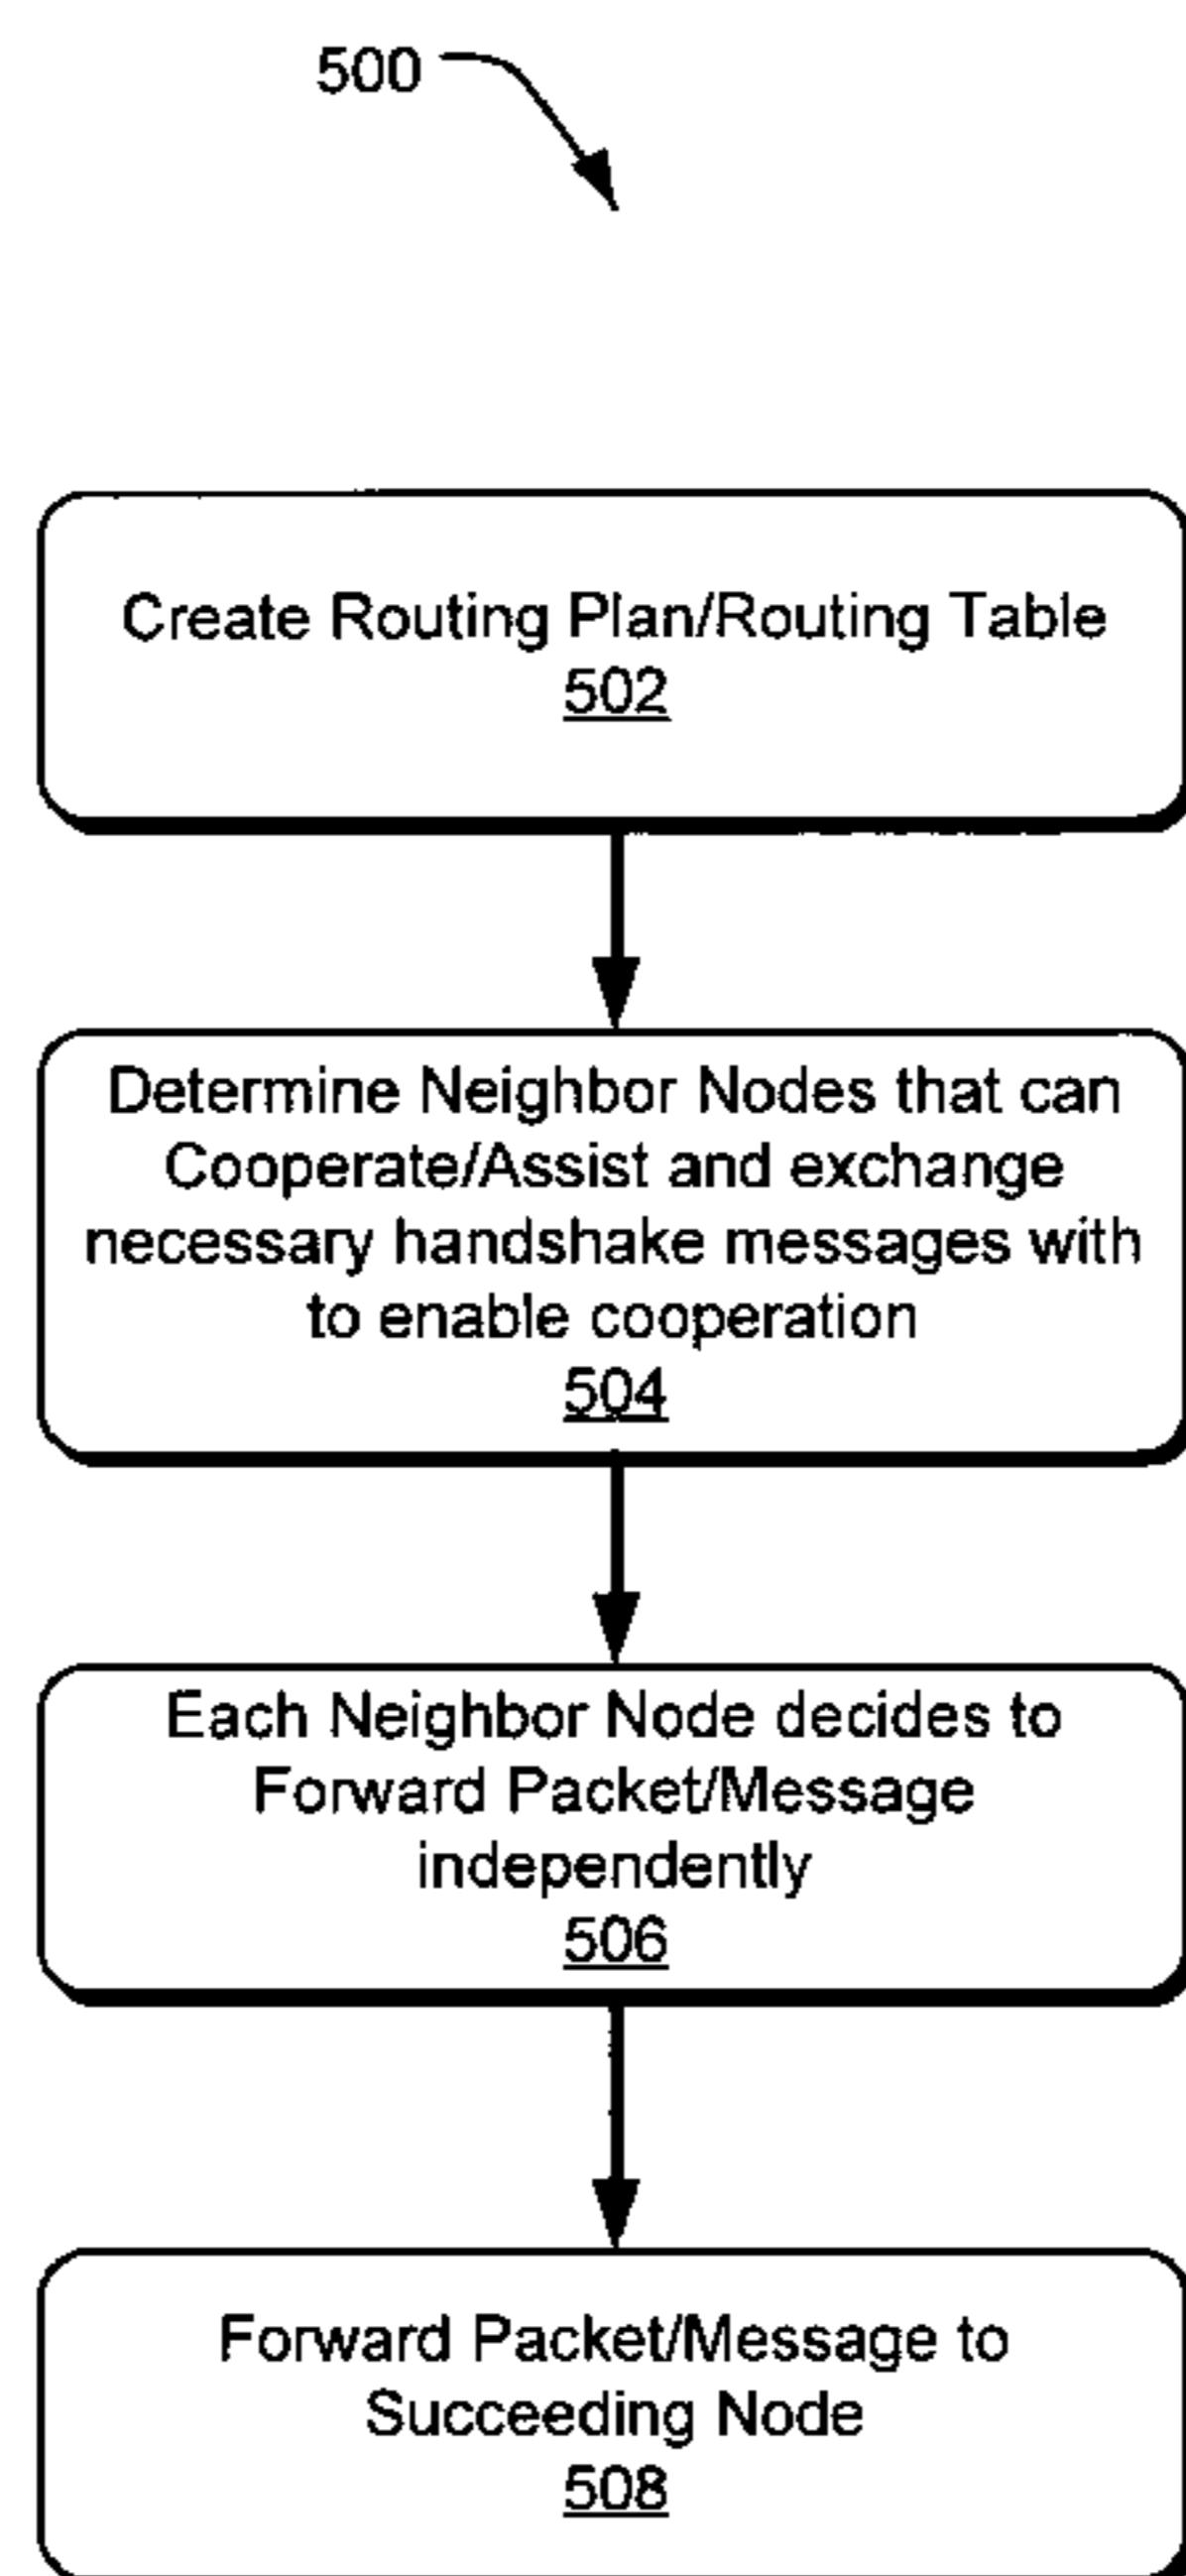 500
Create Routing Plan/Routing Table
502
Determine Neighbor Nodes that can
Cooperate/Assist and exchange
necessary handshake messages with
to enable cooperation
504
Each Neighbor Node decides to
Forward Packet/Message
independently
506
Forward Packet/Message to
Succeeding Node
508